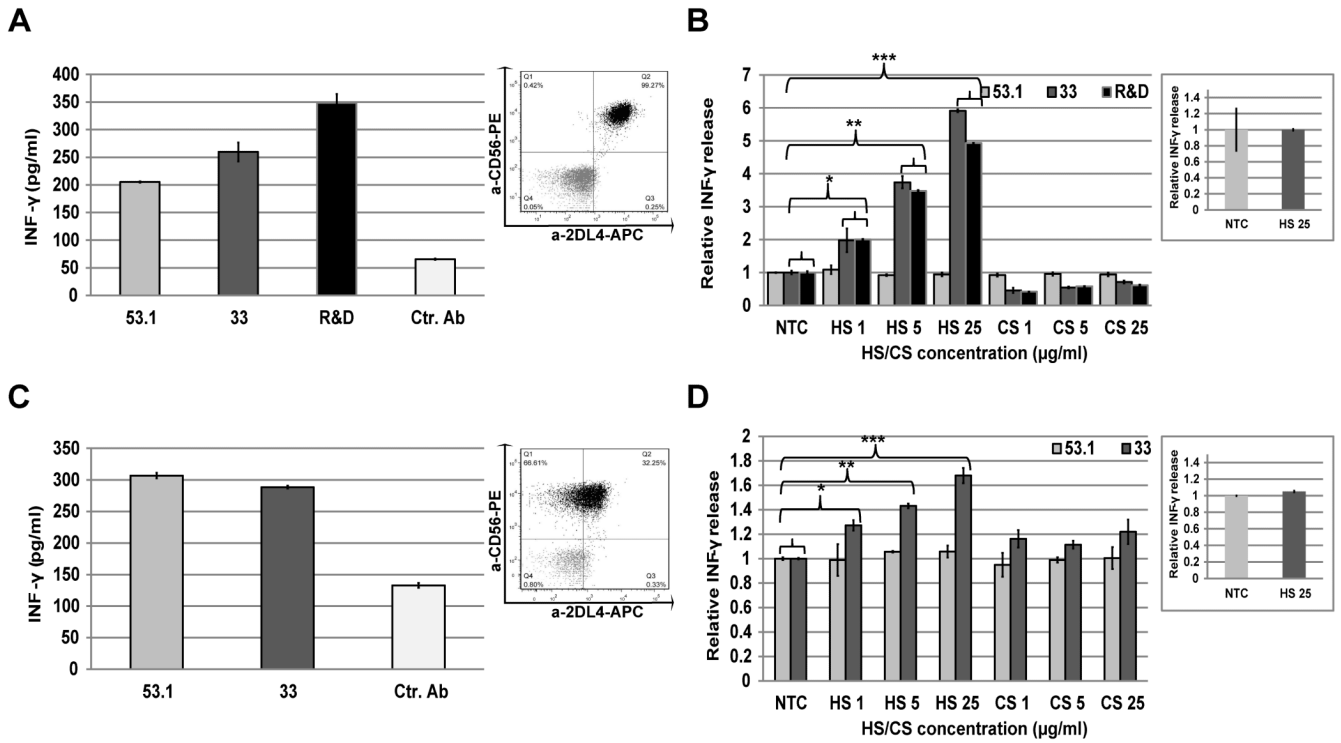 A
INF -γ (pg/ml)
400
350
300
250
200
150
100
50
0
53.1 33 R&D Ctr. Ab
a-CD56-PE
Q1
0.42%
Q2
99.27%
Q4
0.05%
Q3
0.25%
a-2DL4-APC
B
Relative INF-γ release
7
6
5
4
3
2
1
0
***
**
*
53.1 33 R&D
NTC HS 1 HS 5 HS 25 CS 1 CS 5 CS 25
HS/CS concentration (µg/ml)
Relative INF-γ release
1.4
1.2
1
0.8
0.6
0.4
0.2
0
NTC HS 25
C
INF -γ (pg/ml)
350
300
250
200
150
100
50
0
53.1 33 Ctr. Ab
a-CD56-PE
Q1
66.61%
Q2
32.25%
Q4
0.80%
Q3
0.33%
a-2DL4-APC
D
Relative INF-γ release
2
1.8
1.6
1.4
1.2
1
0.8
0.6
0.4
0.2
0
***
**
*
53.1 33
NTC HS 1 HS 5 HS 25 CS 1 CS 5 CS 25
HS/CS concentration (µg/ml)
Relative INF-γ release
1.4
1.2
1
0.8
0.6
0.4
0.2
0
NTC HS 25